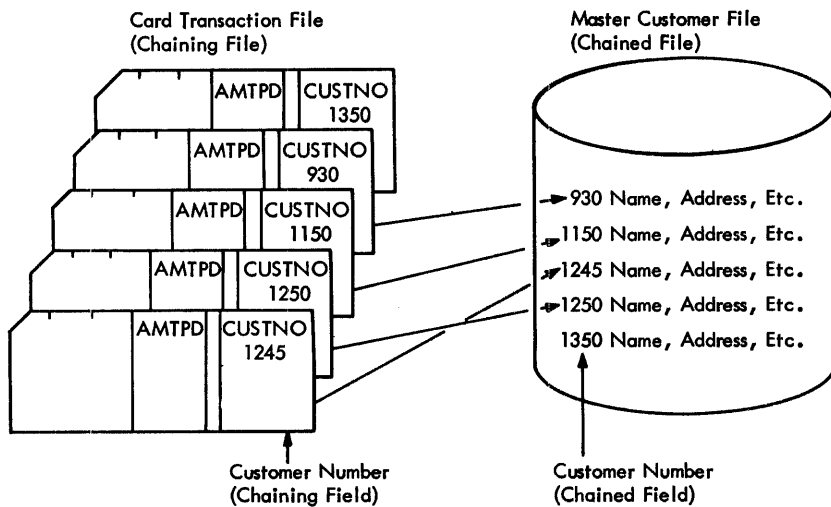 Card Transaction File
(Chaining File)
Master Customer File
(Chained File)
AMTPD
CUSTNO
1350
AMTPD
CUSTNO
930
AMTPD
CUSTNO
1150
AMTPD
CUSTNO
1250
AMTPD
CUSTNO
1245
930 Name, Address, Etc.
1150 Name, Address, Etc.
1245 Name, Address, Etc.
1250 Name, Address, Etc.
1350 Name, Address, Etc.
Customer Number
(Chaining Field)
Customer Number
(Chained Field)